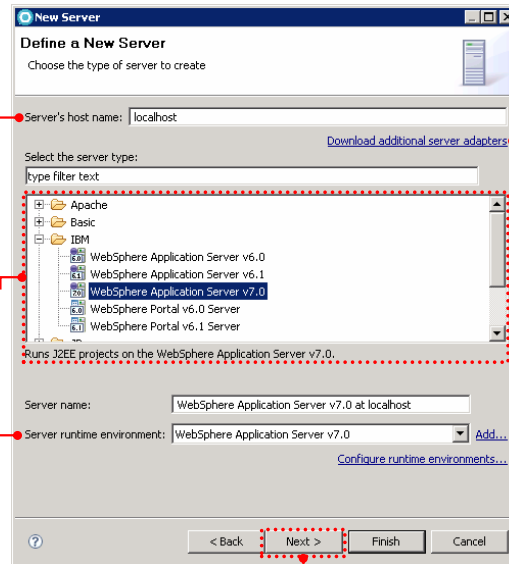 New Server
Define a New Server
Choose the type of server to create
Server's host name: localhost
Download additional server adapters
Select the server type:
type filter text
Apache
Basic
IBM
WebSphere Application Server v6.0
WebSphere Application Server v6.1
WebSphere Application Server v7.0
WebSphere Portal v6.0 Server
WebSphere Portal v6.1 Server
Runs J2EE projects on the WebSphere Application Server v7.0.
Server name: WebSphere Application Server v7.0 at localhost
Server runtime environment: WebSphere Application Server v7.0 Add...
Configure runtime environments...
? < Back Next > Finish Cancel